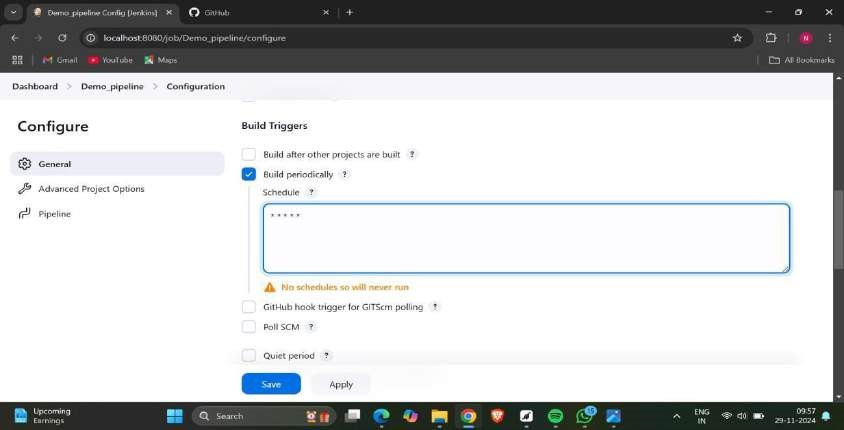 Demo_pipeline Config [Jenkins]
GitHub
localhost:8080/job/Demo_pipeline/configure
N
Gmail
YouTube
Maps
All Bookmarks
Dashboard > Demo_pipeline > Configuration
Configure
General
Advanced Project Options
Pipeline
Build Triggers
Build after other projects are built ?
Build periodically ?
Schedule ?
* * * * *
No schedules so will never run
GitHub hook trigger for GITScm polling ?
Poll SCM ?
Quiet period ?
Save
Apply
Upcoming
Earnings
Search
15
ENG
IN
09:57
29-11-2024